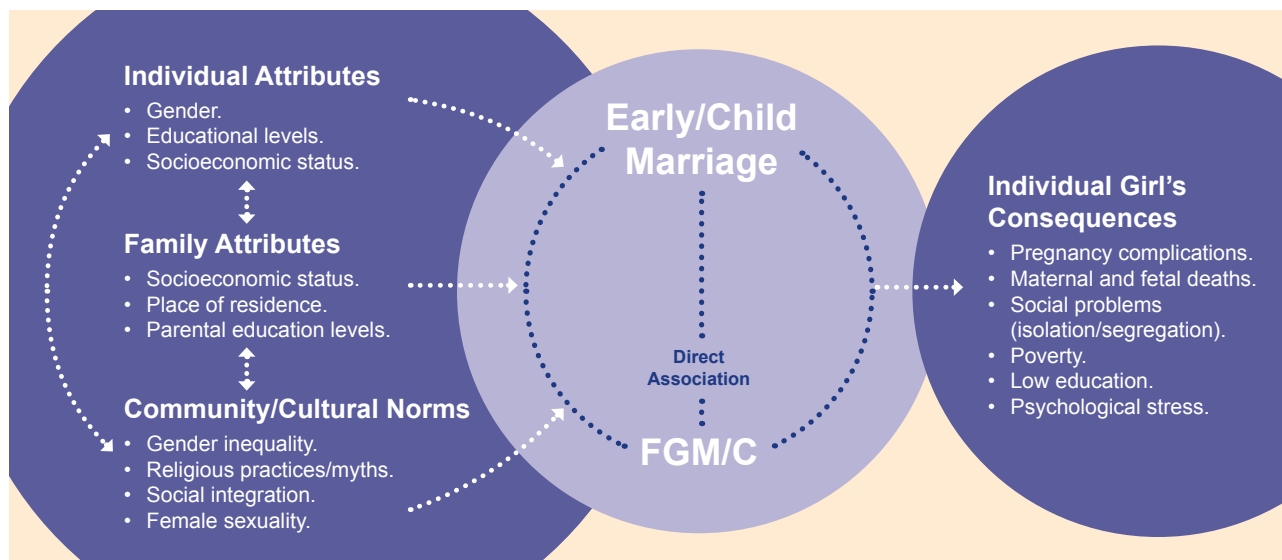 Individual Attributes
• Gender.
• Educational levels.
• Socioeconomic status.
Family Attributes
• Socioeconomic status.
• Place of residence.
• Parental education levels.
Community/Cultural Norms
• Gender inequality.
• Religious practices/myths.
• Social integration.
• Female sexuality.
Early/Child
Marriage
Direct
Association
FGM/C
Individual Girl's
Consequences
• Pregnancy complications.
• Maternal and fetal deaths.
• Social problems
(isolation/segregation).
• Poverty.
• Low education.
• Psychological stress.